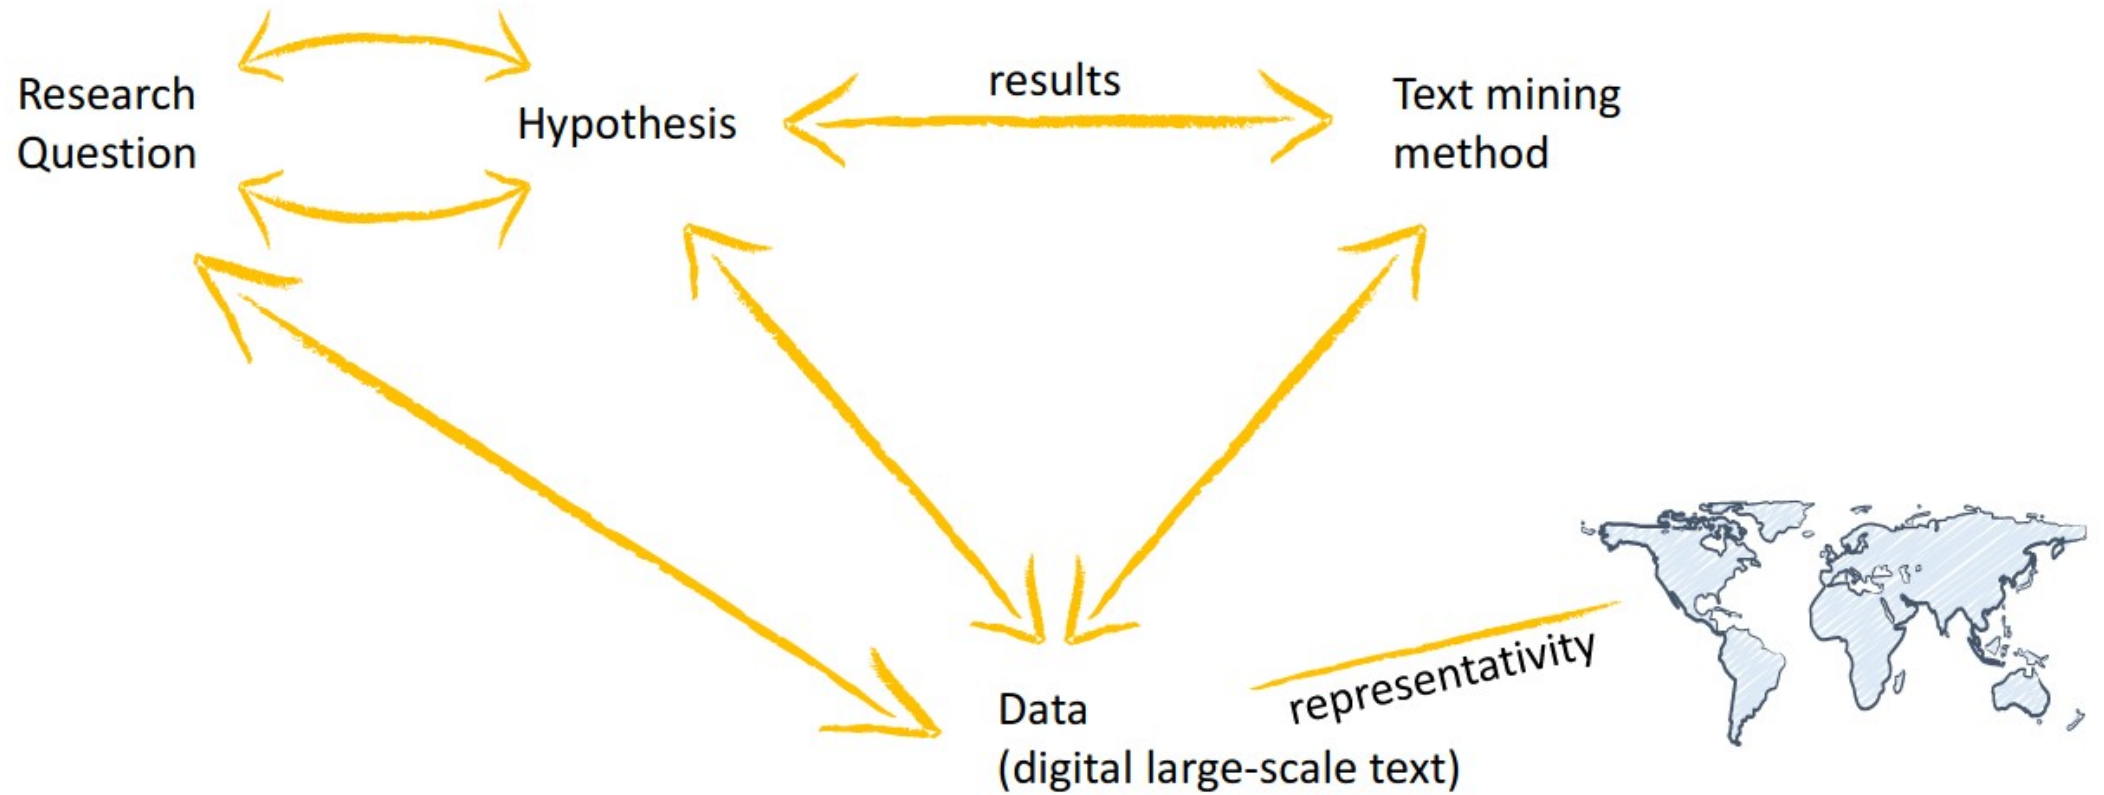 Research
Question
Hypothesis
results
Text mining
method
Data
(digital large-scale text)
representativity